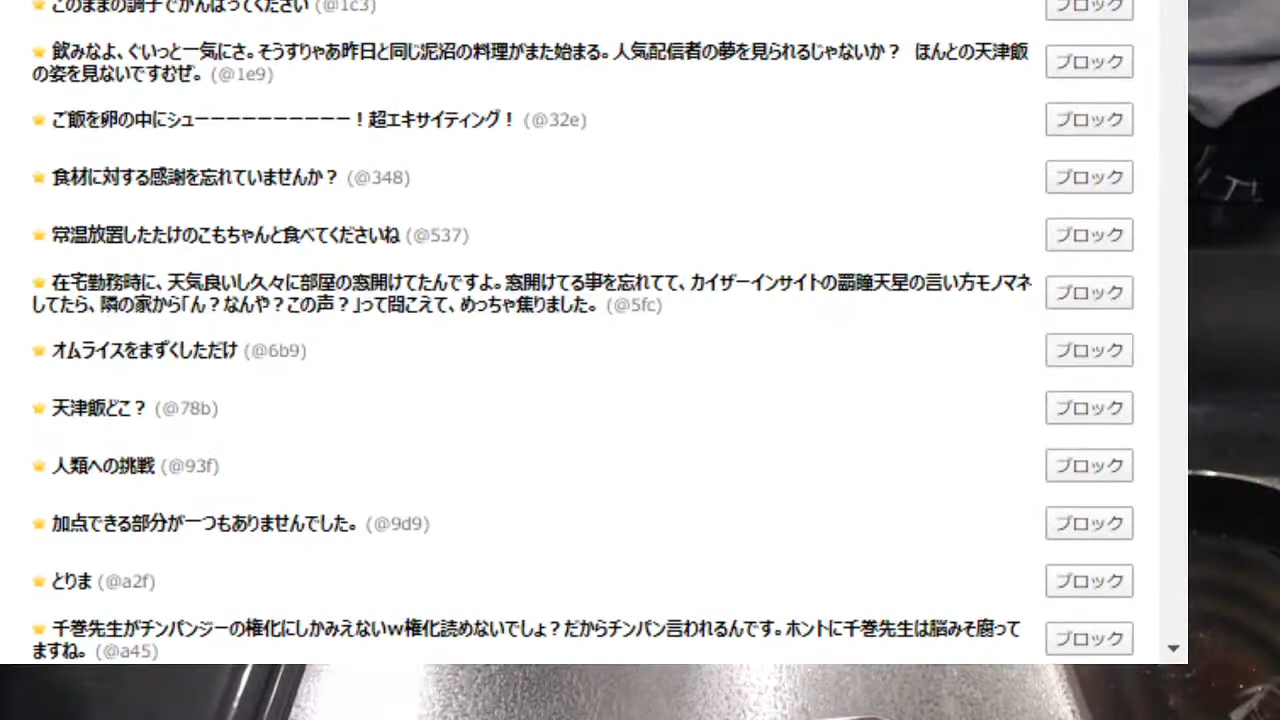 このままの調子でがんばってください (@1c3)
ブロック
飲みなよ、ぐいっと一気にさ。そうすりゃあ昨日と同じ泥沼の料理がまた始まる。人気配信者の夢を見られるじゃないか？　ほんとの天津飯
の姿を見ないですむぜ。 (@1e9)
ブロック
ご飯を卵の中にシューーーーーーーーーー！超エキサイティング！ (@32e)
ブロック
食材に対する感謝を忘れていませんか？ (@348)
ブロック
常温放置したたけのこもちゃんと食べてくださいね (@537)
ブロック
在宅勤務時に、天気良いし久々に部屋の窓開けてたんですよ。窓開けてる事を忘れてて、カイザーインサイトの罰瞳天星の言い方モノマネ
してたら、隣の家から「ん？なんや？この声？」って聞こえて、めっちゃ焦りました。 (@5fc)
ブロック
オムライスをまずくしただけ (@6b9)
ブロック
天津飯どこ？ (@78b)
ブロック
人類への挑戦 (@93f)
ブロック
加点できる部分が一つもありませんでした。 (@9d9)
ブロック
とりま (@a2f)
ブロック
千巻先生がチンパンジーの権化にしかみえないw権化読めないでしょ？だからチンパン言われるんです。ホントに千巻先生は脳みそ腐って
ますね。 (@a45)
ブロック